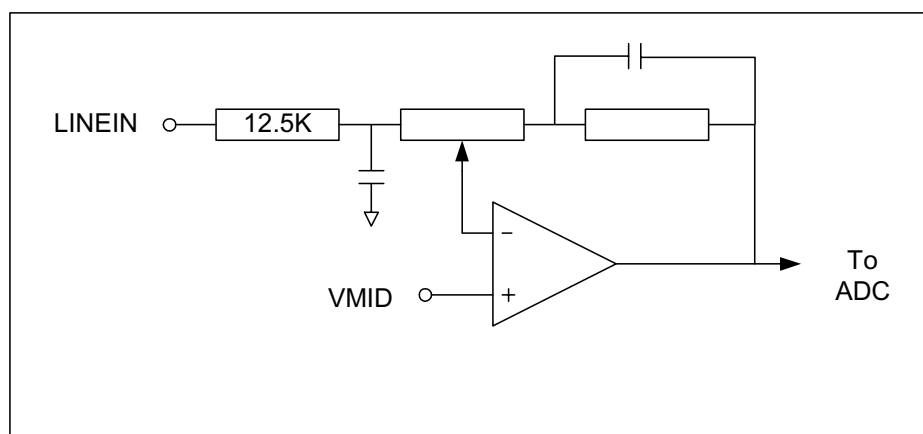 LINEIN
12.5K
−
+
VMID
To
ADC